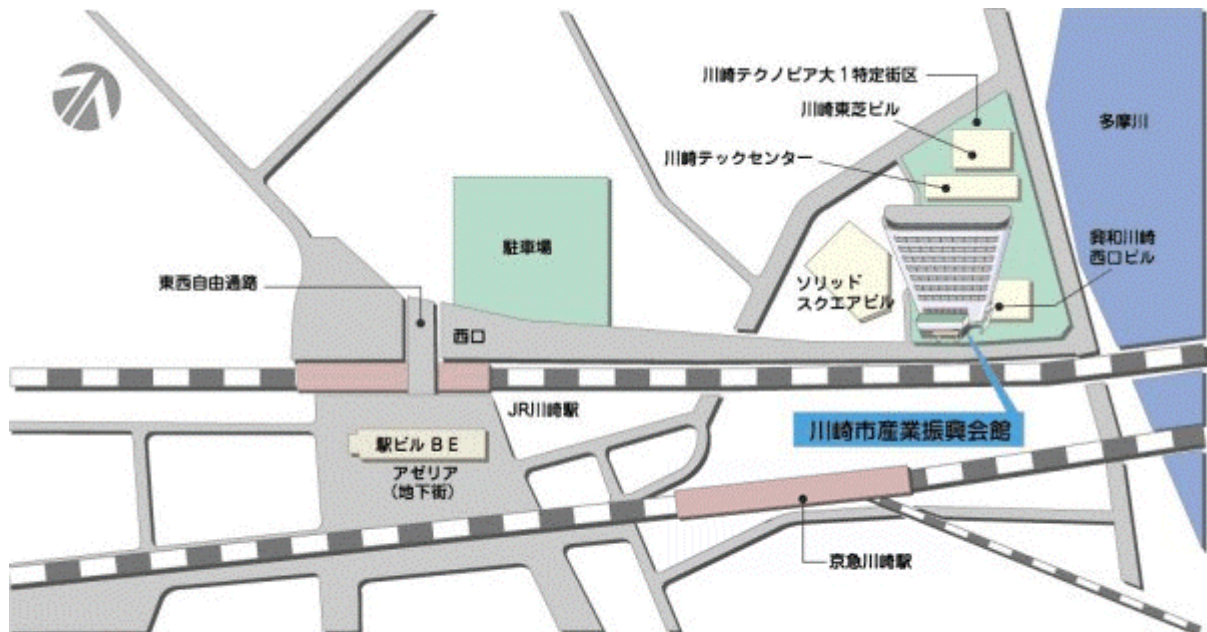 川崎テクノピア大1特定街区
川崎東芝ビル
川崎テックセンター
多摩川
駐車場
興和川崎
西口ビル
東西自由通路
ソリッド
スクエアビル
西口
JR川崎駅
川崎市産業振興会館
駅ビルBE
アゼリア
(地下街)
京急川崎駅